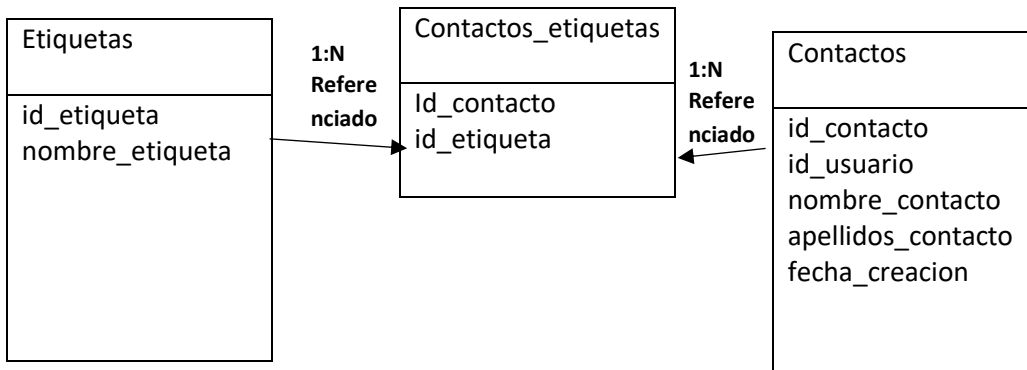 Etiquetas
id_etiqueta
nombre_etiqueta
1:N
Refere
nciado
Contactos_etiquetas
Id_contacto
id_etiqueta
1:N
Refere
nciado
Contactos
id_contacto
id_usuario
nombre_contacto
apellidos_contacto
fecha_creacion